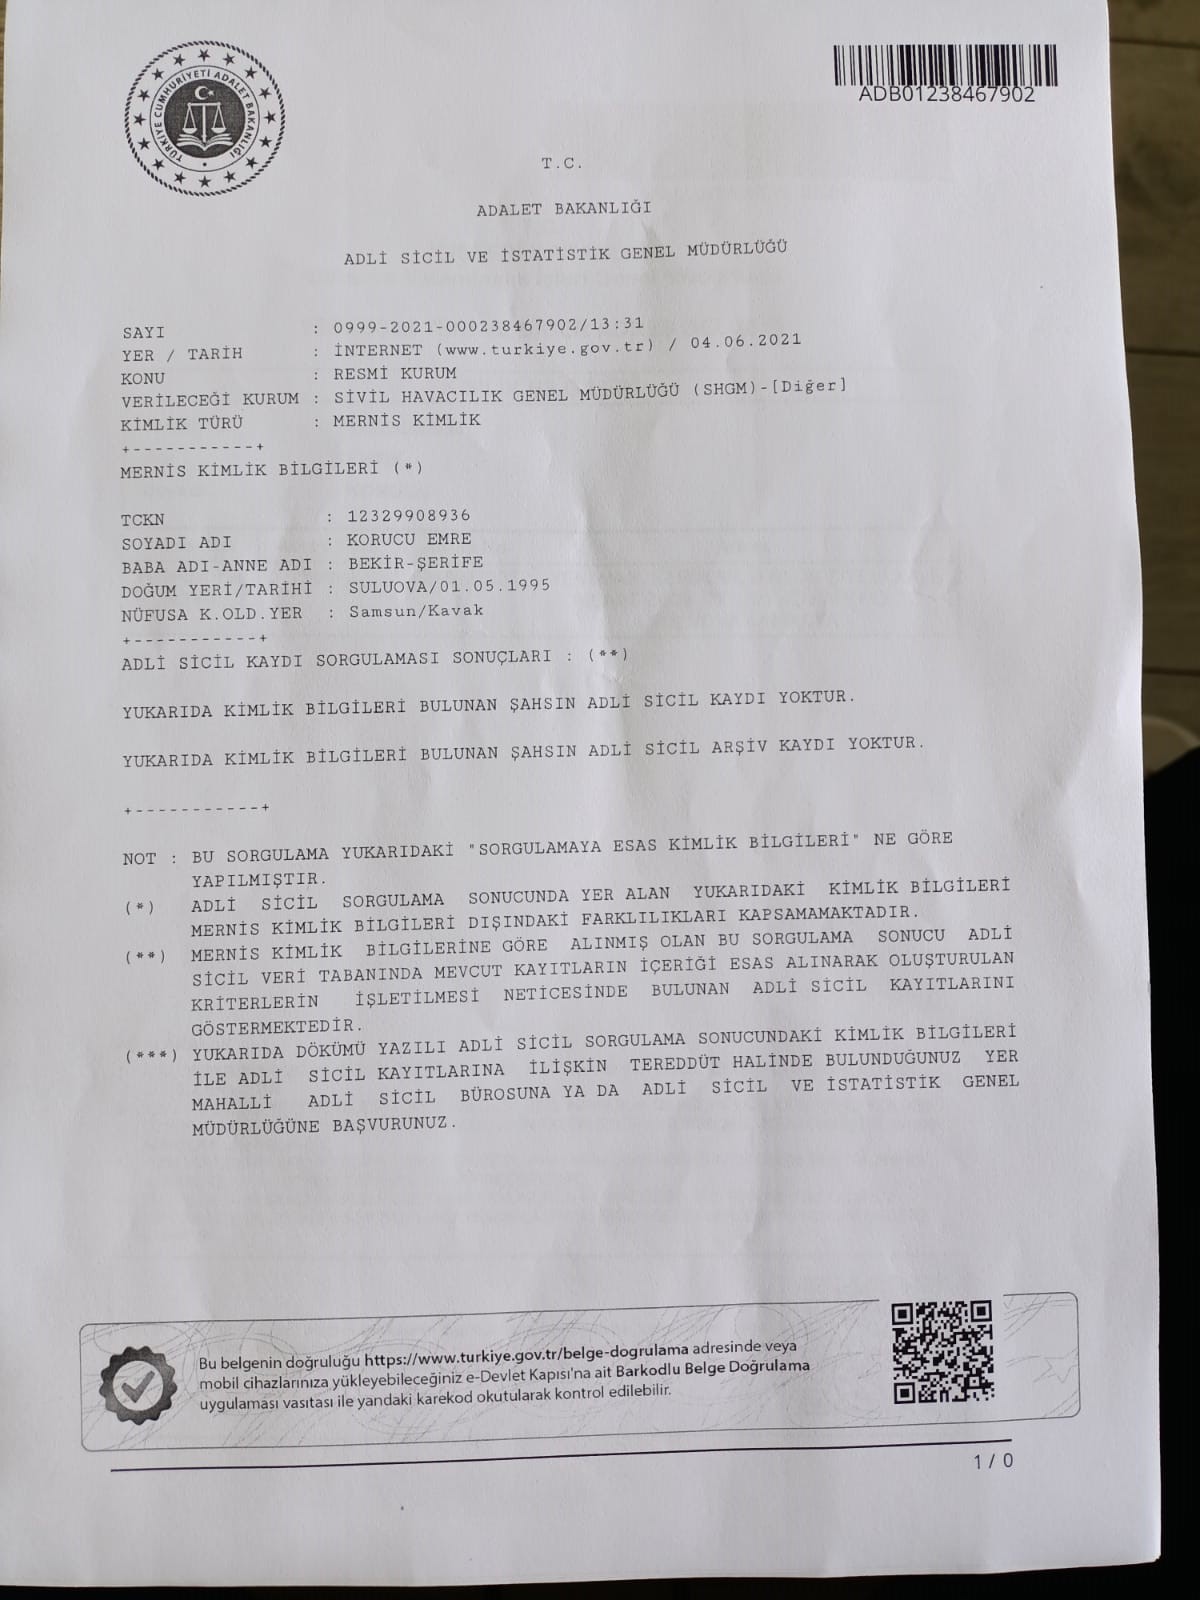 TÜRKİYE CUMHURİYETİ ADALET BAKANLIĞI
ADB01238467902
T.C.
ADALET BAKANLIĞI
ADLİ SİCİL VE İSTATİSTİK GENEL MÜDÜRLÜĞÜ
SAYI : 0999-2021-000238467902/13:31
YER / TARİH : İNTERNET (www.turkiye.gov.tr) / 04.06.2021
KONU : RESMİ KURUM
VERİLECEĞİ KURUM : SİVİL HAVACILIK GENEL MÜDÜRLÜĞÜ (SHGM)-[Diğer]
KİMLİK TÜRÜ : MERNİS KİMLİK
+-----------+
MERNİS KİMLİK BİLGİLERİ (*)
TCKN : 12329908936
SOYADI ADI : KORUCU EMRE
BABA ADI-ANNE ADI : BEKİR-ŞERİFE
DOĞUM YERİ/TARİHİ : SULUOVA/01.05.1995
NÜFUSA K.OLD.YER : Samsun/Kavak
+-----------+
ADLİ SİCİL KAYDI SORGULAMASI SONUÇLARI : (**)
YUKARIDA KİMLİK BİLGİLERİ BULUNAN ŞAHSIN ADLİ SİCİL KAYDI YOKTUR.
YUKARIDA KİMLİK BİLGİLERİ BULUNAN ŞAHSIN ADLİ SİCİL ARŞİV KAYDI YOKTUR.
+-----------+
NOT : BU SORGULAMA YUKARIDAKİ "SORGULAMAYA ESAS KİMLİK BİLGİLERİ" NE GÖRE
YAPILMIŞTIR.
(*) ADLİ SİCİL SORGULAMA SONUCUNDA YER ALAN YUKARIDAKİ KİMLİK BİLGİLERİ
MERNİS KİMLİK BİLGİLERİ DIŞINDAKİ FARKLILIKLARI KAPSAMAMAKTADIR.
(**) MERNİS KİMLİK BİLGİLERİNE GÖRE ALINMIŞ OLAN BU SORGULAMA SONUCU ADLİ
SİCİL VERİ TABANINDA MEVCUT KAYITLARIN İÇERİĞİ ESAS ALINARAK OLUŞTURULAN
KRİTERLERİN İŞLETİLMESİ NETİCESİNDE BULUNAN ADLİ SİCİL KAYITLARINI
GÖSTERMEKTEDİR.
(***) YUKARIDA DÖKÜMÜ YAZILI ADLİ SİCİL SORGULAMA SONUCUNDAKİ KİMLİK BİLGİLERİ
İLE ADLİ SİCİL KAYITLARINA İLİŞKİN TEREDDÜT HALİNDE BULUNDUĞUNUZ YER
MAHALLİ ADLİ SİCİL BÜROSUNA YA DA ADLİ SİCİL VE İSTATİSTİK GENEL
MÜDÜRLÜĞÜNE BAŞVURUNUZ.
Bu belgenin doğruluğu https://www.turkiye.gov.tr/belge-dogrulama adresinde veya
mobil cihazlarınıza yükleyebileceğiniz e-Devlet Kapısı'na ait Barkodlu Belge Doğrulama
uygulaması vasıtası ile yandaki karekod okutularak kontrol edilebilir.
1 / 0